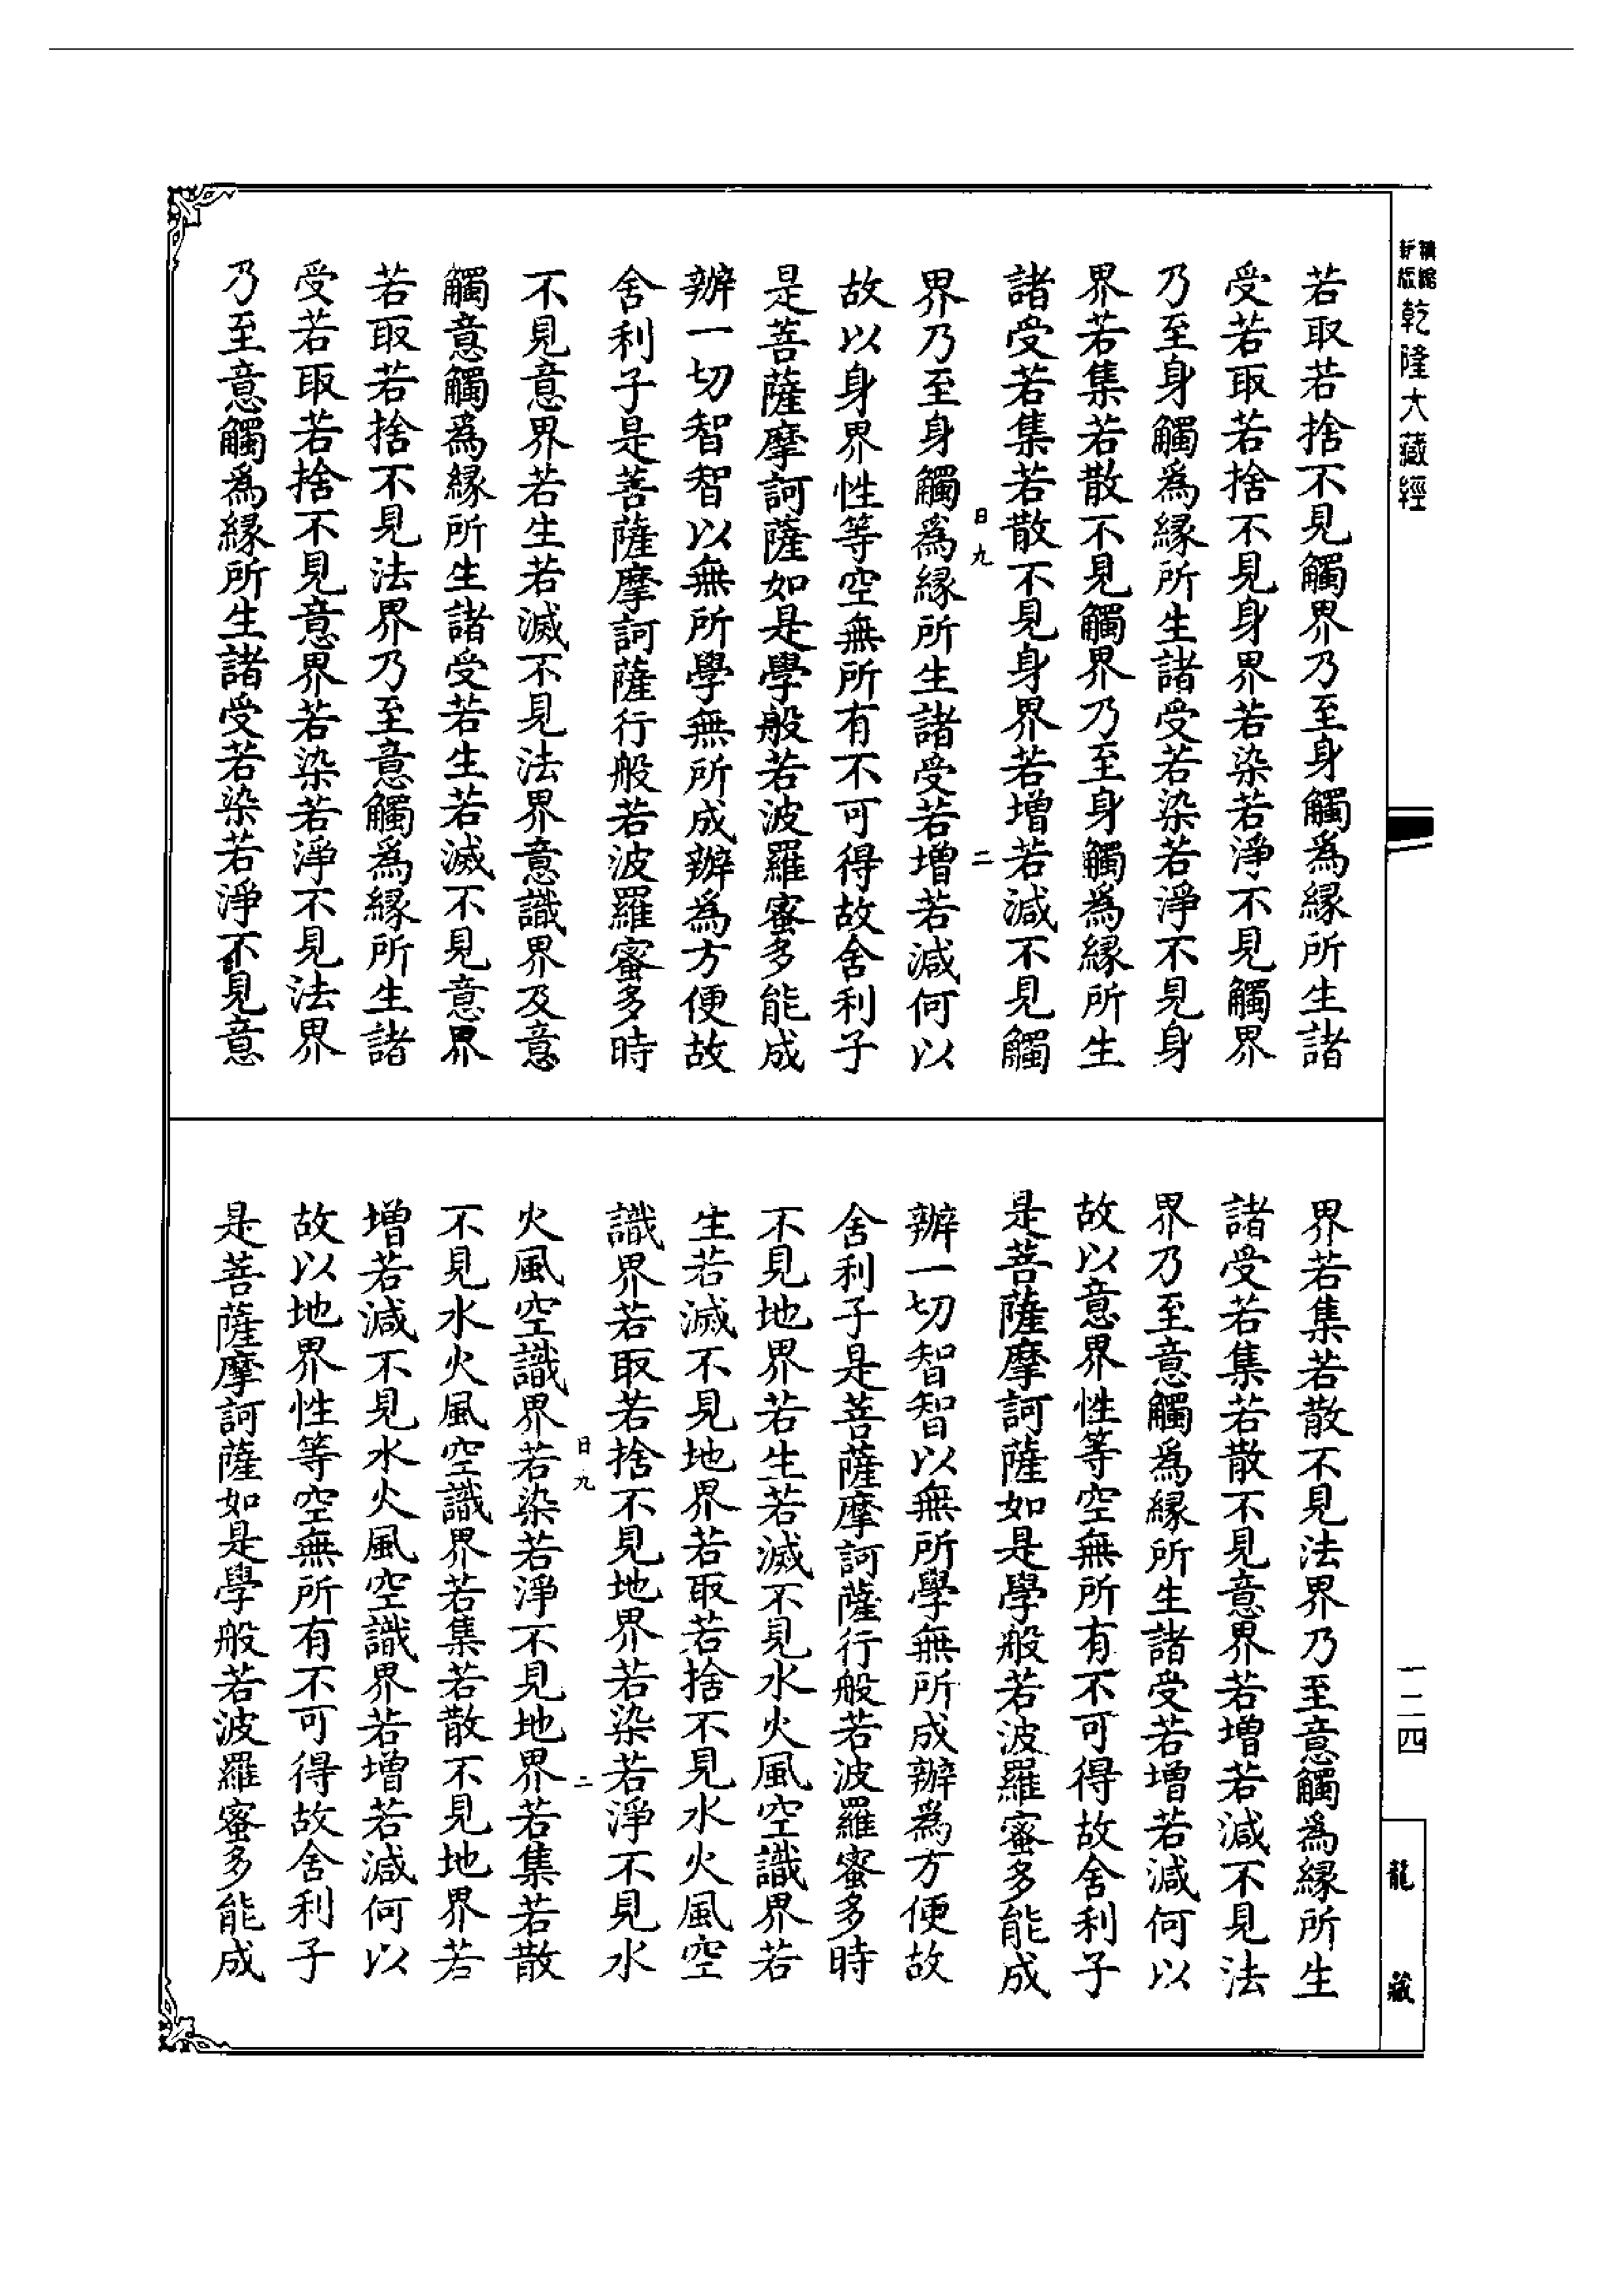 乾隆大藏經
若取若捨不見觸界乃至身觸為緣所生諸
受若取若捨不見身界若染若淨不見觸界
乃至身觸為緣所生諸受若染若淨不見身
界若集若散不見觸界乃至身觸為緣所生
諸受若集若散不見身界若增若減不見觸
日九 二
界乃至身觸為緣所生諸受若增若減何以
故以身界性等空無所有不可得故舍利子
是菩薩摩訶薩如是學般若波羅蜜多能成
辦一切智智以無所學無所成辦為方便故
舍利子是菩薩摩訶薩行般若波羅蜜多時
不見意界若生若滅不見法界意識界及意
觸意觸為緣所生諸受若生若滅不見意界
若取若捨不見法界乃至意觸為緣所生諸
受若取若捨不見意界若染若淨不見法界
乃至意觸為緣所生諸受若染若淨不見意
界若集若散不見法界乃至意觸為緣所生
諸受若集若散不見意界若增若減不見法
界乃至意觸為緣所生諸受若增若減何以
故以意界性等空無所有不可得故舍利子
是菩薩摩訶薩如是學般若波羅蜜多能成
辦一切智智以無所學無所成辦為方便故
舍利子是菩薩摩訶薩行般若波羅蜜多時
不見地界若生若滅不見水火風空識界若
生若滅不見地界若取若捨不見水火風空
識界若取若捨不見地界若染若淨不見水
日九 二
火風空識界若染若淨不見地界若集若散
不見水火風空識界若集若散不見地界若
增若減不見水火風空識界若增若減何以
故以地界性等空無所有不可得故舍利子
是菩薩摩訶薩如是學般若波羅蜜多能成
一二四
龍藏